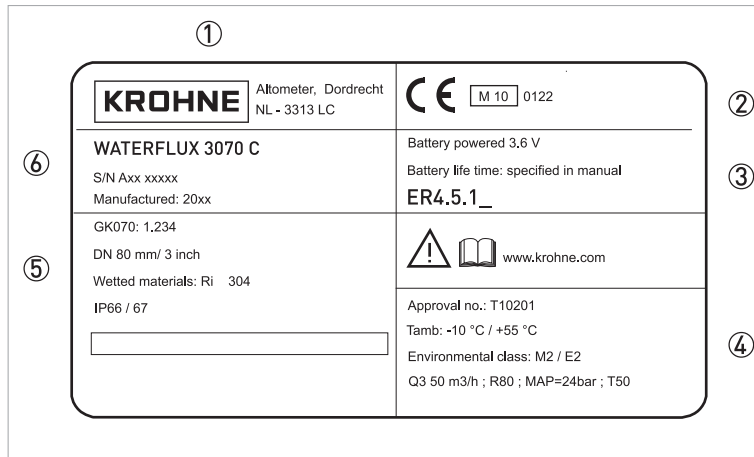 ①
KROHNE
Altometer, Dordrecht
NL - 3313 LC
CE M 10 0122
②
⑥
WATERFLUX 3070 C
S/N Axx xxxxx
Manufactured: 20xx
Battery powered 3.6 V
Battery life time: specified in manual
ER4.5.1_
③
⑤
GK070: 1.234
DN 80 mm/ 3 inch
Wetted materials: Ri 304
IP66 / 67
www.krohne.com
Approval no.: T10201
Tamb: -10 °C / +55 °C
Environmental class: M2 / E2
Q3 50 m3/h ; R80 ; MAP=24bar ; T50
④